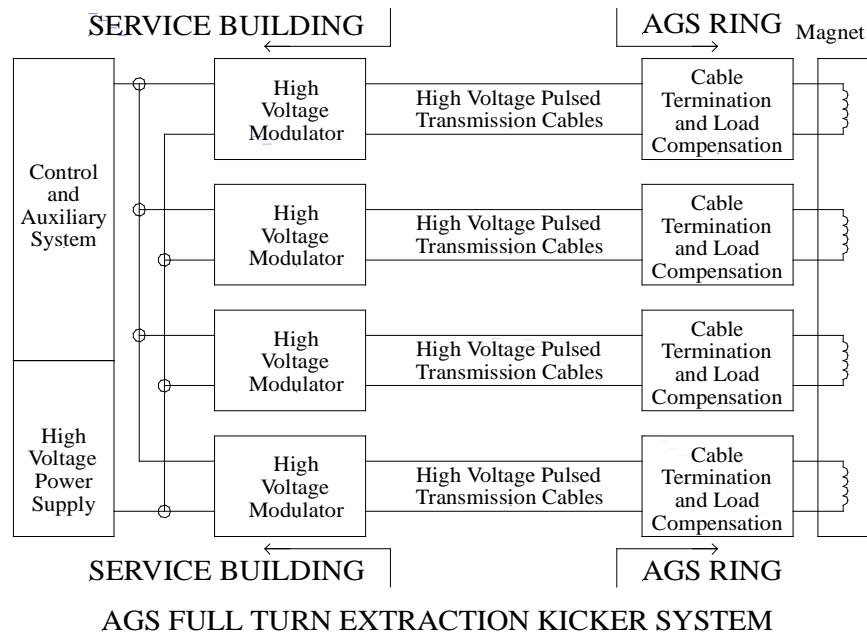 SERVICE BUILDING
AGS RING
Magnet
Control
and
Auxiliary
System
High
Voltage
Power
Supply
High
Voltage
Modulator
High Voltage Pulsed
Transmission Cables
Cable
Termination
and Load
Compensation
High
Voltage
Modulator
High Voltage Pulsed
Transmission Cables
Cable
Termination
and Load
Compensation
High
Voltage
Modulator
High Voltage Pulsed
Transmission Cables
Cable
Termination
and Load
Compensation
High
Voltage
Modulator
High Voltage Pulsed
Transmission Cables
Cable
Termination
and Load
Compensation
SERVICE BUILDING
AGS RING
AGS FULL TURN EXTRACTION KICKER SYSTEM